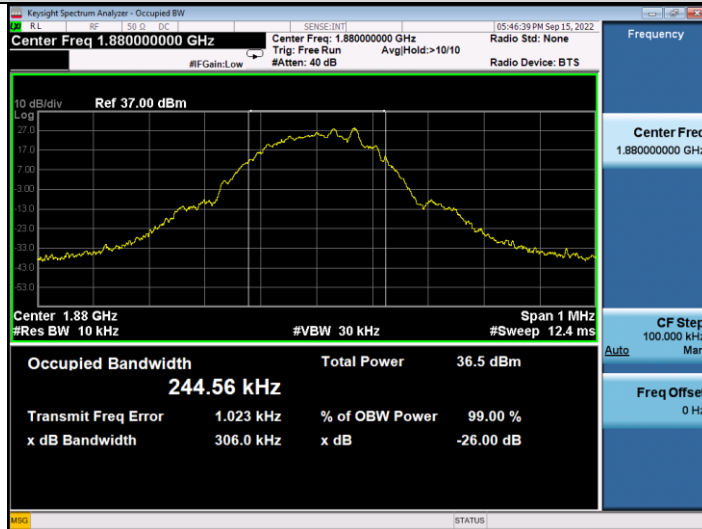 Keysight Spectrum Analyzer - Occupied BW
LXI RL RF 50 Ω DC SENSE:INT 05:46:39 PM Sep 15, 2022
Center Freq 1.880000000 GHz Center Freq: 1.880000000 GHz Radio Std: None
Trig: Free Run Avg|Hold:>10/10
#IFGain:Low #Atten: 40 dB Radio Device: BTS
10 dB/div Ref 37.00 dBm
Log
27.0
17.0
7.00
-3.00
-13.0
-23.0
-33.0
-43.0
-53.0
Center 1.88 GHz Span 1 MHz
#Res BW 10 kHz #VBW 30 kHz #Sweep 12.4 ms
Occupied Bandwidth Total Power 36.5 dBm
244.56 kHz
Transmit Freq Error 1.023 kHz % of OBW Power 99.00 %
x dB Bandwidth 306.0 kHz x dB -26.00 dB
MSG STATUS
Frequency
Center Freq
1.880000000 GHz
CF Step
100.000 kHz
Auto Man
Freq Offset
0 Hz